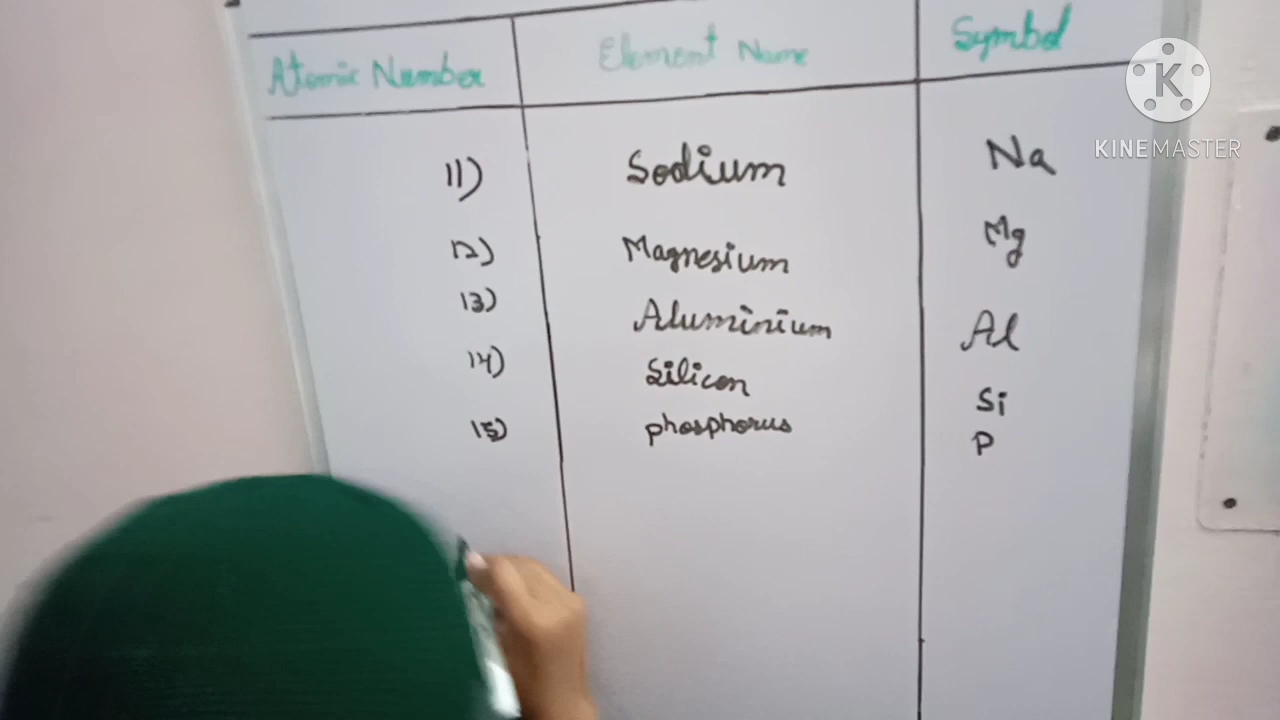 Atomic Number Element Name Symbol
11) Sodium Na
12) Magnesium Mg
13) Aluminium Al
14) Silicon Si
15) phosphorus P
K
KINEMASTER